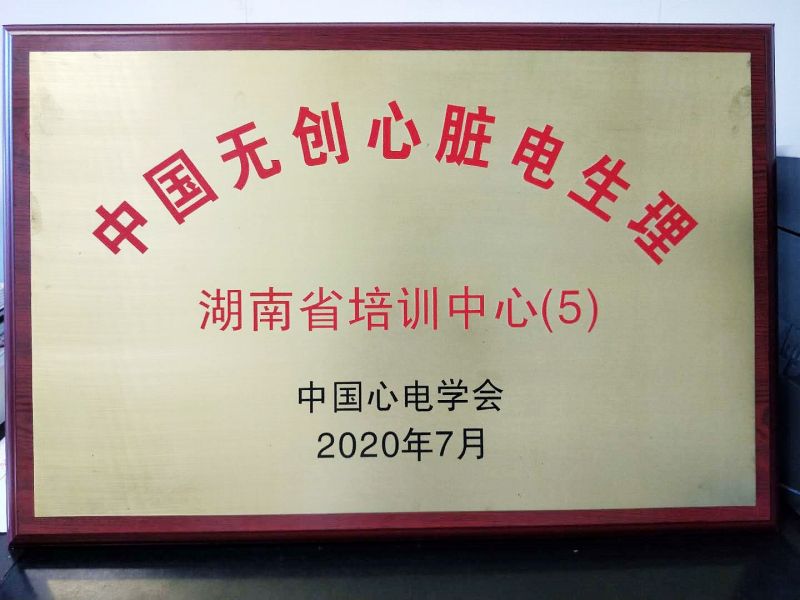 中国无创心脏电生理
湖南省培训中心(5)
中国心电学会
2020年7月